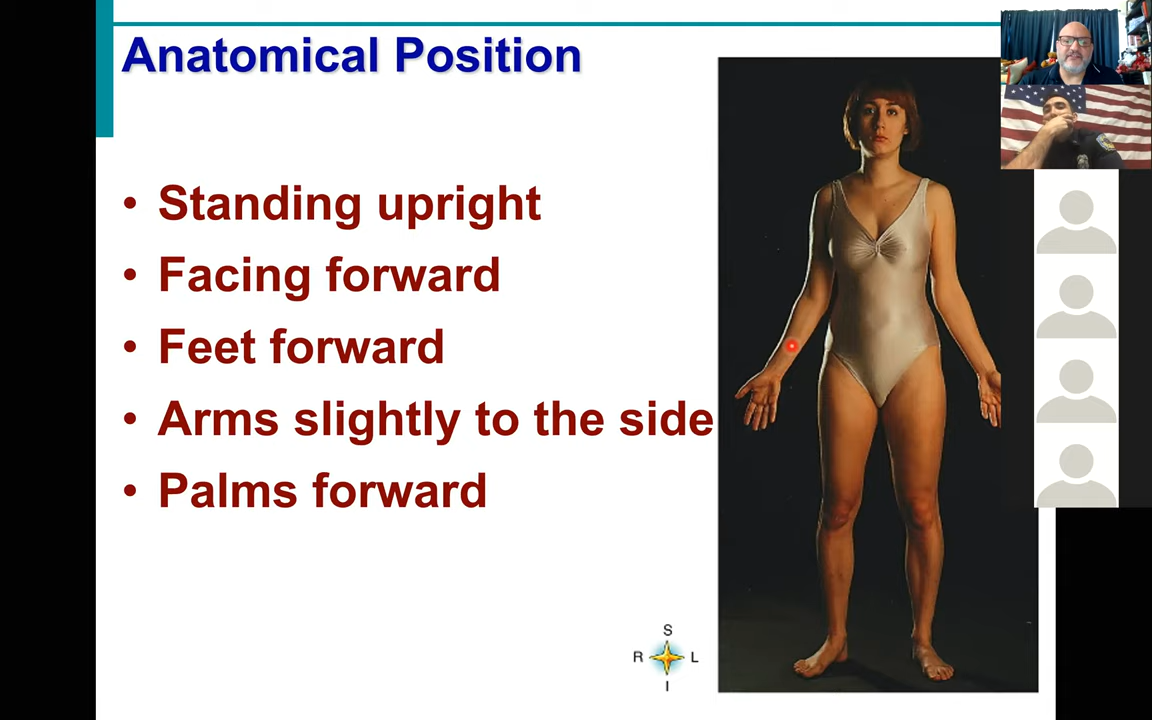 Anatomical Position
• Standing upright
• Facing forward
• Feet forward
• Arms slightly to the side
• Palms forward
S
R L
I